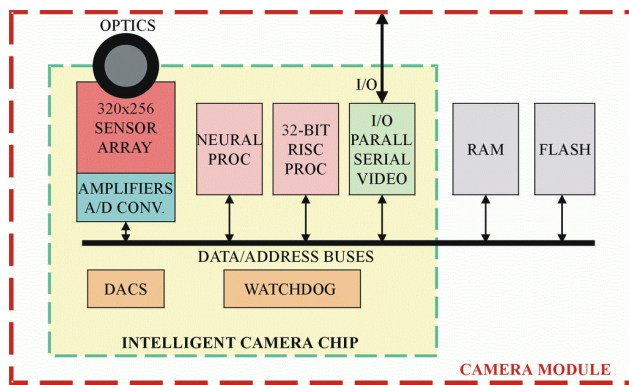 OPTICS
I/O
320x256
SENSOR
ARRAY
AMPLIFIERS
A/D CONV.
NEURAL
PROC
32-BIT
RISC
PROC
I/O
PARALL
SERIAL
VIDEO
RAM
FLASH
DATA/ADDRESS BUSES
DACS
WATCHDOG
INTELLIGENT CAMERA CHIP
CAMERA MODULE